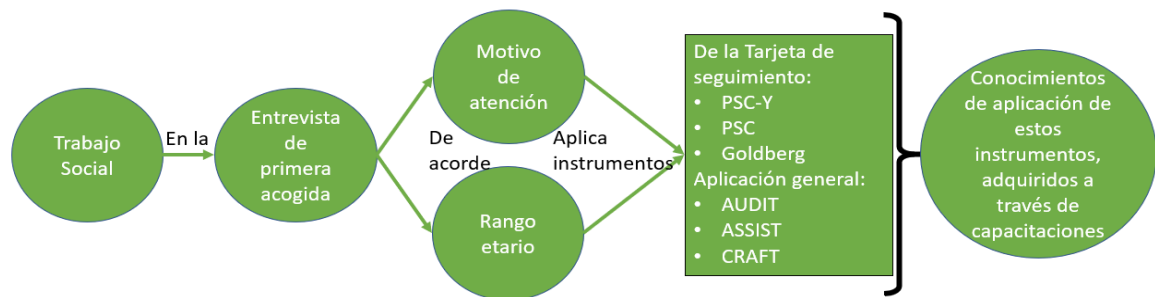 Trabajo
Social
En la
Entrevista
de
primera
acogida
Motivo
de
atención
De
acorde
Rango
etario
Aplica
instrumentos
De la Tarjeta de
seguimiento:
• PSC-Y
• PSC
• Goldberg
Aplicación general:
• AUDIT
• ASSIST
• CRAFT
Conocimientos
de aplicación de
estos
instrumentos,
adquiridos a
través de
capacitaciones